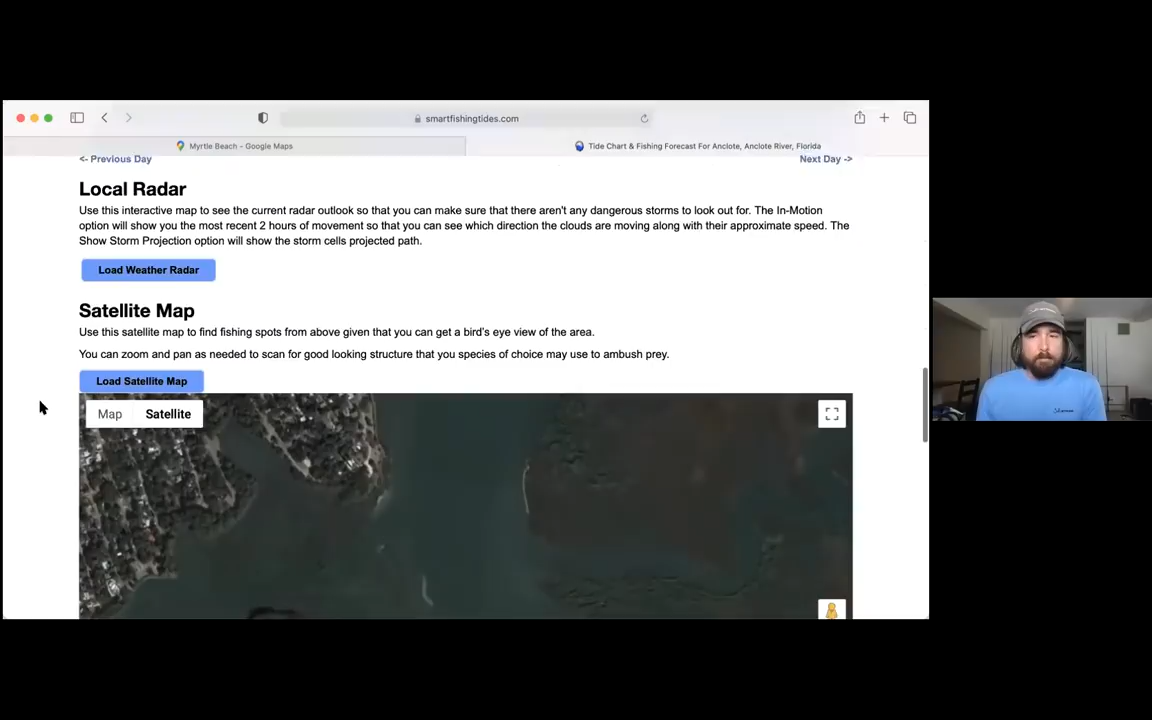 smartfishingtides.com
Myrtle Beach - Google Maps
Tide Chart & Fishing Forecast For Anclote, Anclote River, Florida
<- Previous Day
Next Day ->
Local Radar
Use this interactive map to see the current radar outlook so that you can make sure that there aren't any dangerous storms to look out for. The In-Motion
option will show you the most recent 2 hours of movement so that you can see which direction the clouds are moving along with their approximate speed. The
Show Storm Projection option will show the storm cells projected path.
Load Weather Radar
Satellite Map
Use this satellite map to find fishing spots from above given that you can get a bird's eye view of the area.
You can zoom and pan as needed to scan for good looking structure that you species of choice may use to ambush prey.
Load Satellite Map
Map
Satellite